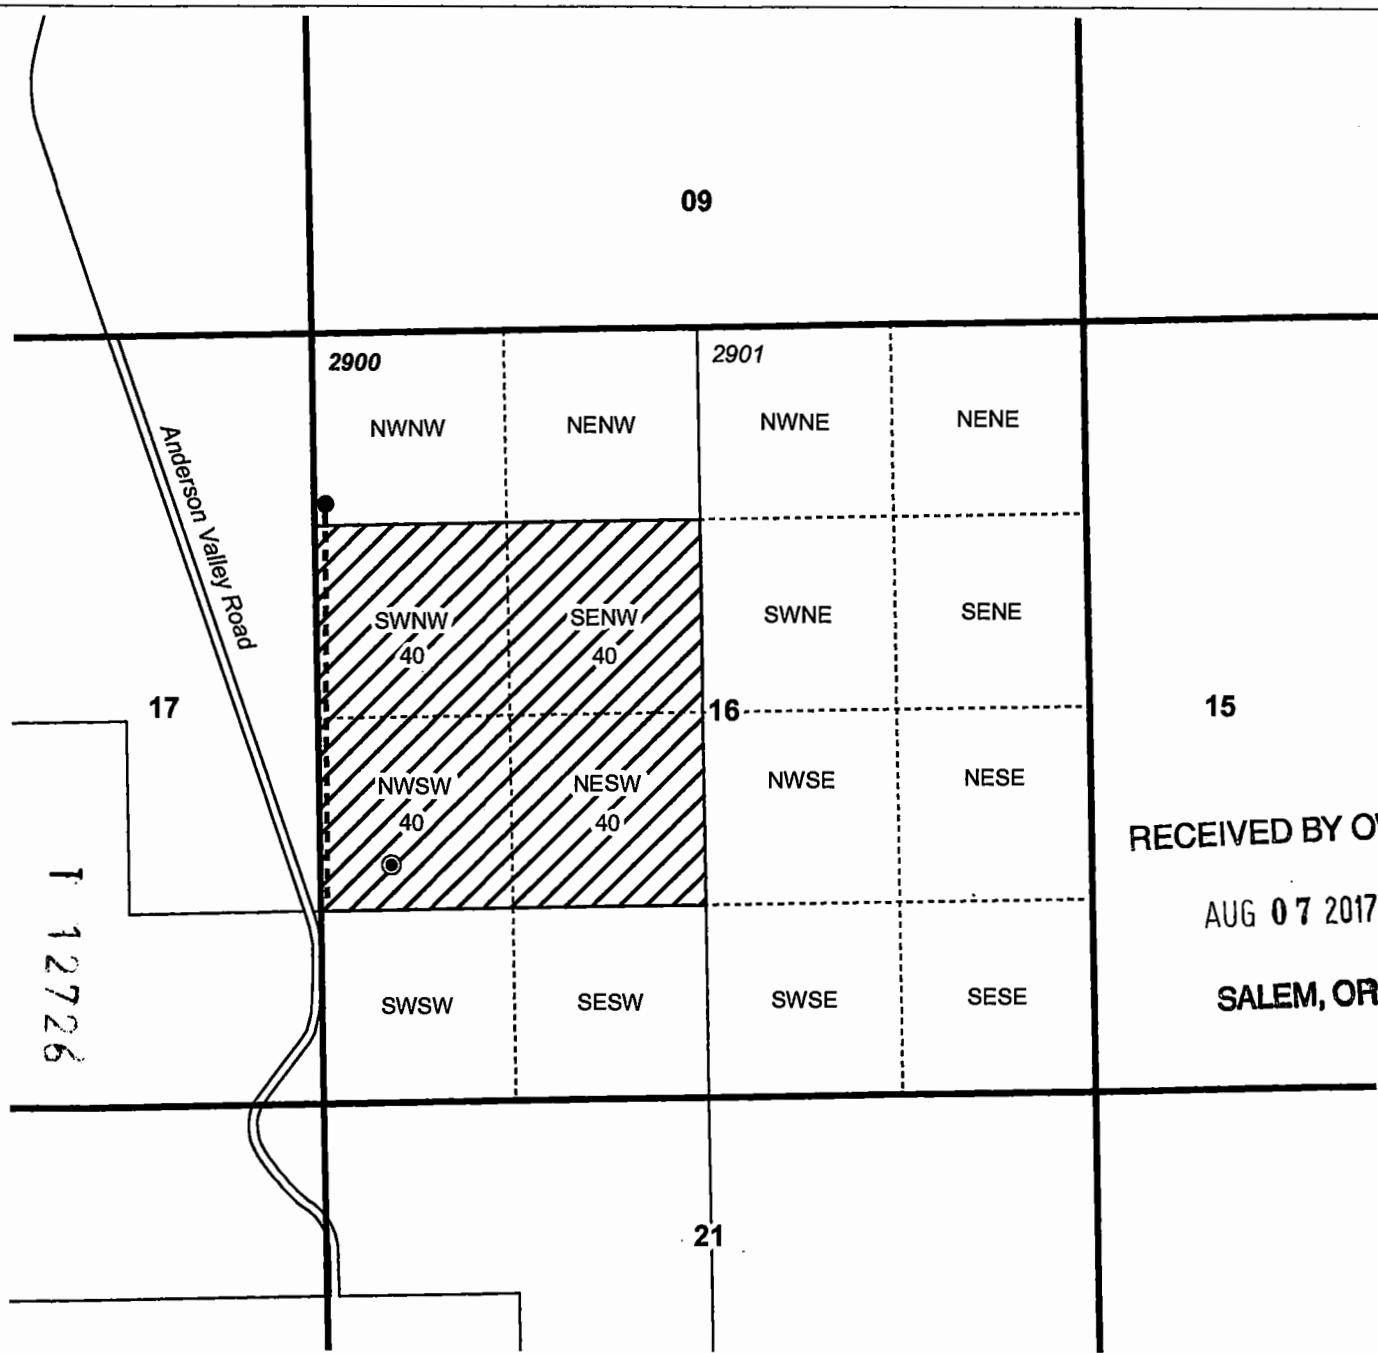 09
2900
2901
NWNW
NENW
NWNE
NENE
Anderson Valley Road
SWNW
40
SENW
40
SWNE
SENE
17
16
15
NWSW
40
NESW
40
NWSE
NESE
RECEIVED BY
T 12726
AUG 07 2017
SWSW
SESW
SWSE
SESE
SALEM, OR
21